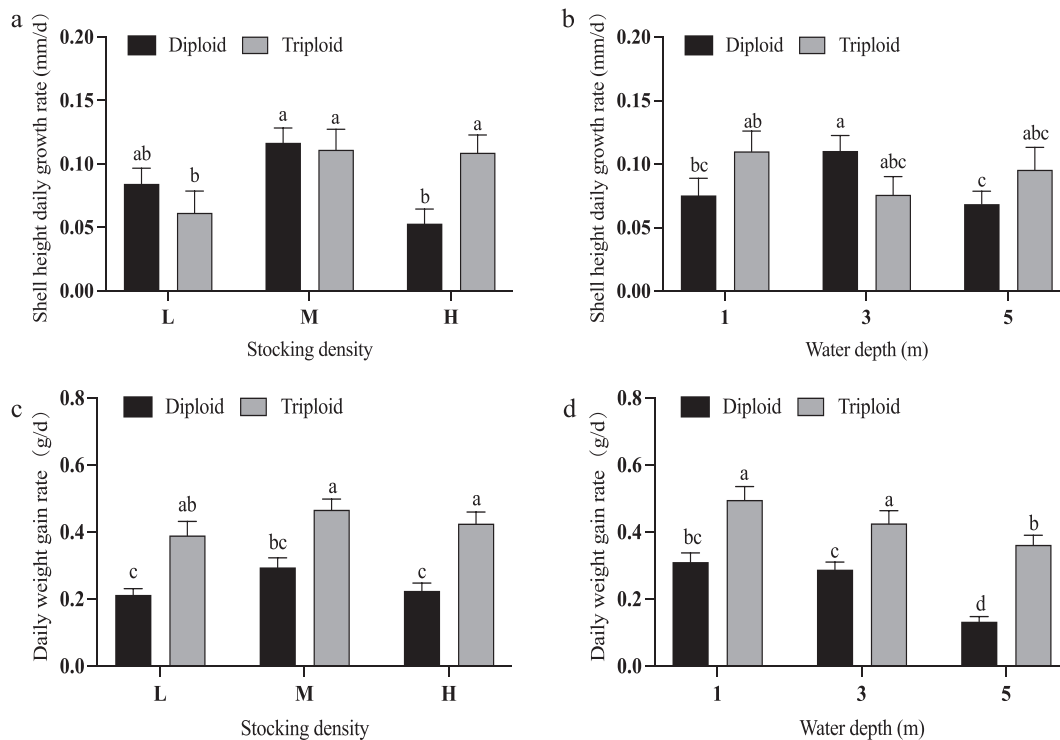 a
Shell height daily growth rate (mm/d)
0.20
0.15
0.10
0.05
0.00
Diploid Triploid
ab b a a b a
L M H
Stocking density
b
Shell height daily growth rate (mm/d)
0.20
0.15
0.10
0.05
0.00
Diploid Triploid
bc ab a abc c abc
1 3 5
Water depth (m)
c
Daily weight gain rate (g/d)
0.8
0.6
0.4
0.2
0.0
Diploid Triploid
c ab bc a c a
L M H
Stocking density
d
Daily weight gain rate (g/d)
0.8
0.6
0.4
0.2
0.0
Diploid Triploid
bc a c a d b
1 3 5
Water depth (m)